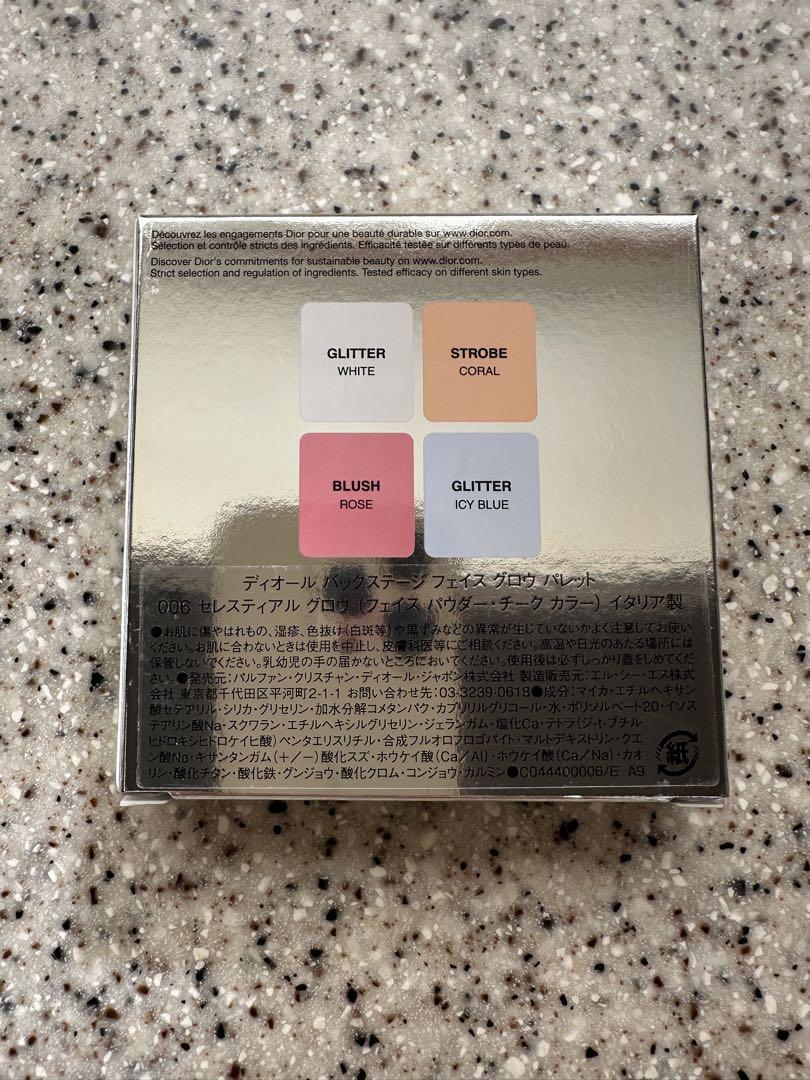 Découvrez les engagements Dior pour une beauté durable sur www.dior.com.
Sélection et contrôle stricts des ingrédients. Efficacité testée sur différents types de peau.
Discover Dior's commitments for sustainable beauty on www.dior.com.
Strict selection and regulation of ingredients. Tested efficacy on different skin types.
GLITTER
WHITE
STROBE
CORAL
BLUSH
ROSE
GLITTER
ICY BLUE
ディオール バックステージ フェイス グロウ パレット
006 セレスティアル グロウ (フェイス パウダー・チーク カラー) イタリア製
●お肌に傷やはれもの、湿疹、色抜け(白斑等)や黒ずみなどの異常が生じていないかよく注意してお使い
ください。お肌に合わないときは使用を中止し、皮膚科医等にご相談ください。高温や日光のあたる場所には
保管しないでください。乳幼児の手の届かないところにおいてください。使用後は必ずしっかり蓋をしめてくだ
さい。●発売元:パルファン・クリスチャン・ディオール・ジャポン株式会社 製造販売元:エル・シー・エス株式会
社 東京都千代田区平河町2-1-1 お問い合わせ先:03-3239-0618●成分:マイカ・エチルヘキサン
酸セテアリル・シリカ・グリセリン・加水分解コメタンパク・カプリリルグリコール・水・ポリソルベート20・イソス
テアリン酸Na・スクワラン・エチルヘキシルグリセリン・ジェランガム・塩化Ca・テトラ(ジ-t-ブチル
ヒドロキシヒドロケイヒ酸)ペンタエリスリチル・合成フルオロフロゴパイト・マルトデキストリン・クエ
ン酸Na・キサンタンガム(+/-)酸化スズ・ホウケイ酸(Ca/Al)・ホウケイ酸(Ca/Na)・カオ
リン・酸化チタン・酸化鉄・グンジョウ・酸化クロム・コンジョウ・カルミン●C044400006/E A9
紙